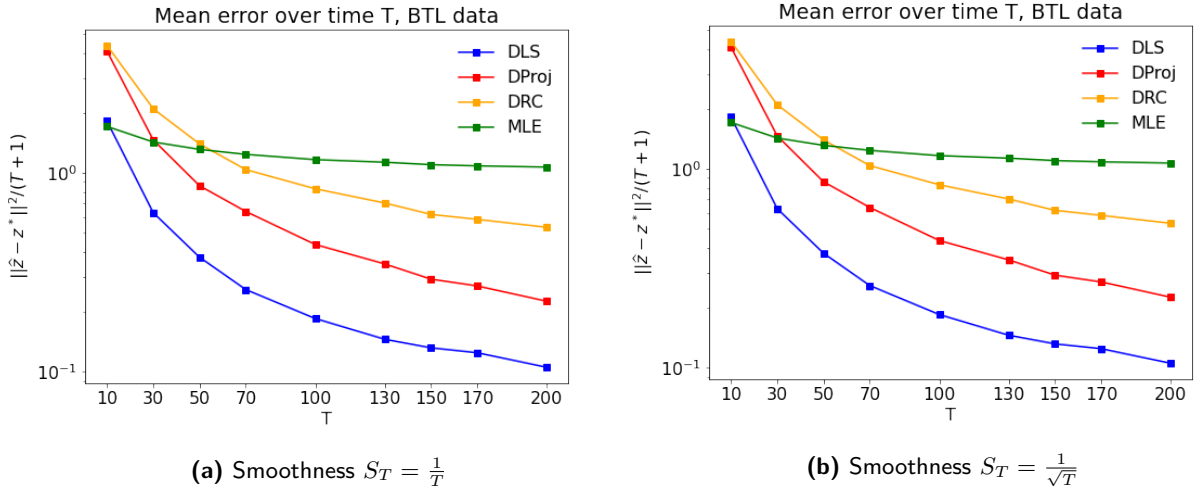 Mean error over time T, BTL data
||ẑ − z*||²/(T + 1)
10⁰
10⁻¹
DLS
DProj
DRC
MLE
10 30 50 70 100 130 150 170 200
T
(a) Smoothness S_T = 1/T
Mean error over time T, BTL data
||ẑ − z*||²/(T + 1)
10⁰
10⁻¹
DLS
DProj
DRC
MLE
10 30 50 70 100 130 150 170 200
T
(b) Smoothness S_T = 1/√T